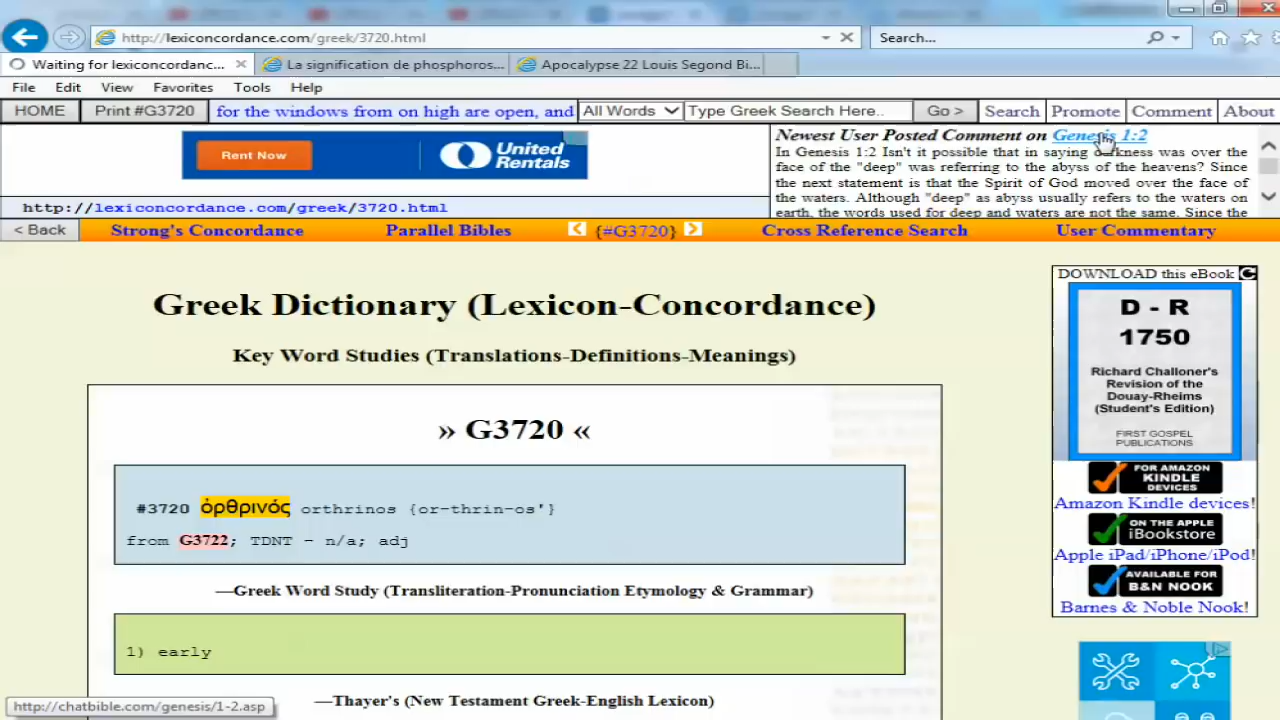 http://lexiconcordance.com/greek/3720.html
Search...
Waiting for lexiconcordanc...
La signification de phosphoros...
Apocalypse 22 Louis Segond Bi...
File Edit View Favorites Tools Help
HOME
Print #G3720
for the windows from on high are open, and
All Words
Type Greek Search Here..
Go >
Search
Promote
Comment
About
Rent Now
United
Rentals
Newest User Posted Comment on Genesis 1:2
In Genesis 1:2 Isn't it possible that in saying darkness was over the
face of the "deep" was referring to the abyss of the heavens? Since
the next statement is that the Spirit of God moved over the face of
the waters. Although "deep" as abyss usually refers to the waters on
earth, the words used for deep and waters are not the same. Since the
http://lexiconcordance.com/greek/3720.html
< Back
Strong's Concordance
Parallel Bibles
{#G3720}
Cross Reference Search
User Commentary
Greek Dictionary (Lexicon-Concordance)
Key Word Studies (Translations-Definitions-Meanings)
» G3720 «
#3720 ὀρθρινός orthrinos {or-thrin-os'}
from G3722; TDNT - n/a; adj
—Greek Word Study (Transliteration-Pronunciation Etymology & Grammar)
1) early
—Thayer's (New Testament Greek-English Lexicon)
DOWNLOAD this eBook
D - R
1750
Richard Challoner's
Revision of the
Douay-Rheims
(Student's Edition)
FIRST GOSPEL
PUBLICATIONS
FOR AMAZON
KINDLE
DEVICES
Amazon Kindle devices!
ON THE APPLE
iBookstore
Apple iPad/iPhone/iPod!
AVAILABLE FOR
B&N NOOK
Barnes & Noble Nook!
http://chatbible.com/genesis/1-2.asp